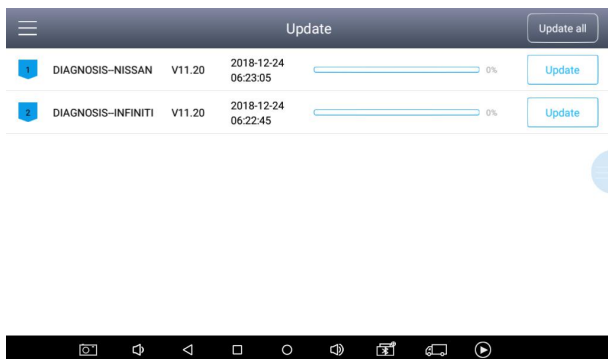 Update
Update all
1 DIAGNOSIS--NISSAN V11.20 2018-12-24 06:23:05 0% Update
2 DIAGNOSIS--INFINITI V11.20 2018-12-24 06:22:45 0% Update